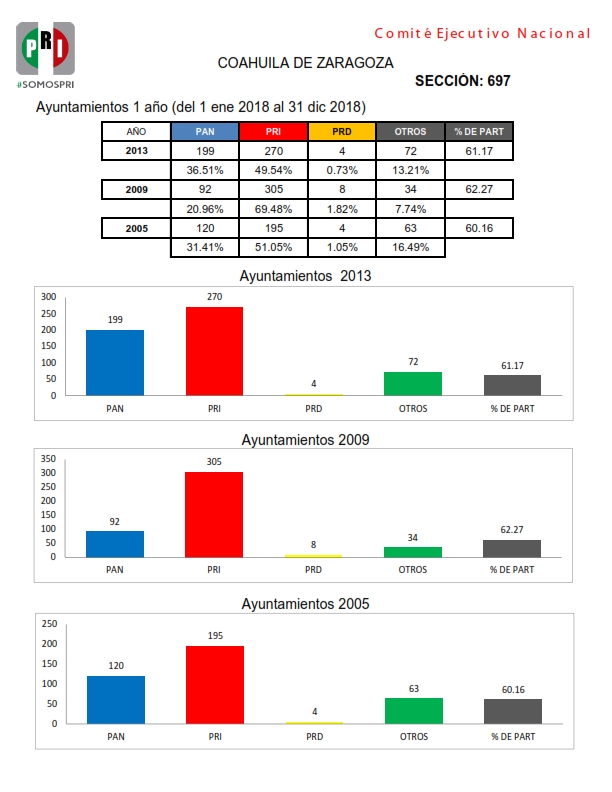 Comité Ejecutivo Nacional
PRI
#SOMOSPRI
COAHUILA DE ZARAGOZA
SECCIÓN: 697
Ayuntamientos 1 año (del 1 ene 2018 al 31 dic 2018)
AÑO PAN PRI PRD OTROS % DE PART
2013 199 270 4 72 61.17
36.51% 49.54% 0.73% 13.21%
2009 92 305 8 34 62.27
20.96% 69.48% 1.82% 7.74%
2005 120 195 4 63 60.16
31.41% 51.05% 1.05% 16.49%
Ayuntamientos 2013
300
250
200
150
100
50
0
199 270 4 72 61.17
PAN PRI PRD OTROS % DE PART
Ayuntamientos 2009
350
300
250
200
150
100
50
0
92 305 8 34 62.27
PAN PRI PRD OTROS % DE PART
Ayuntamientos 2005
250
200
150
100
50
0
120 195 4 63 60.16
PAN PRI PRD OTROS % DE PART